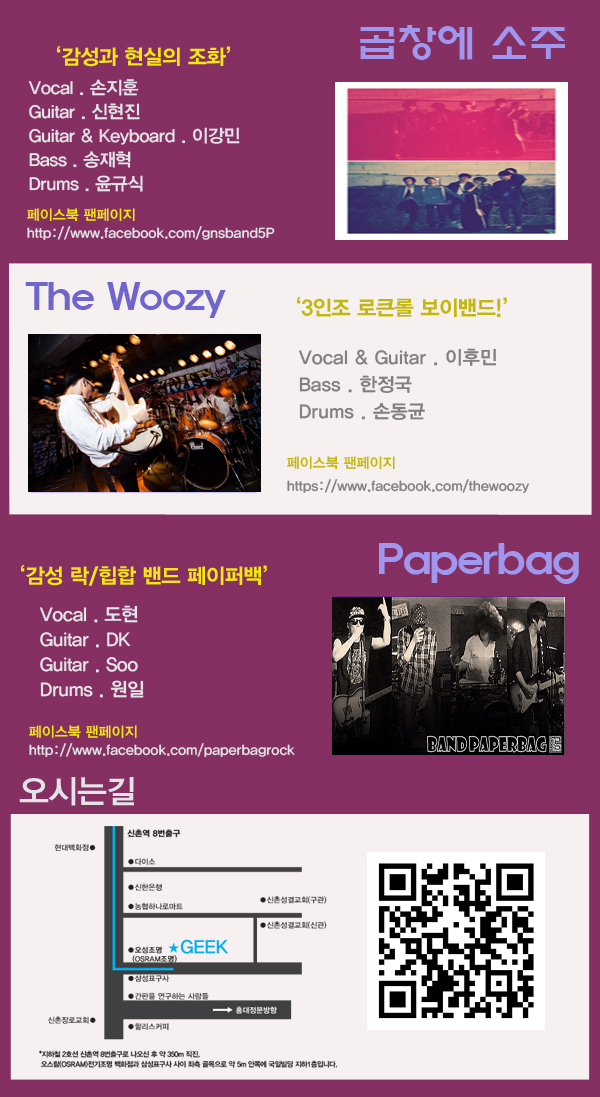 곱창에 소주
‘감성과 현실의 조화’
Vocal . 손지훈
Guitar . 신현진
Guitar & Keyboard . 이강민
Bass . 송재혁
Drums . 윤규식
페이스북 팬페이지
http://www.facebook.com/gnsband5P
The Woozy
‘3인조 로큰롤 보이밴드!’
Vocal & Guitar . 이후민
Bass . 한정국
Drums . 손동균
페이스북 팬페이지
https://www.facebook.com/thewoozy
Paperbag
‘감성 락/힙합 밴드 페이퍼백’
Vocal . 도현
Guitar . DK
Guitar . Soo
Drums . 원일
BAND PAPERBAG
페이스북 팬페이지
http://www.facebook.com/paperbagrock
오시는길
신촌역 8번출구
현대백화점●
●다이소
●신한은행
●농협하나로마트
●신촌성결교회(구관)
●신촌성결교회(신관)
●오성조명
(OSRAM조명)
★GEEK
●삼성표구사
●간판을 연구하는 사람들
홍대정문방향
신촌장로교회●
●할리스커피
*지하철 2호선 신촌역 8번출구로 나오신 후 약 350m 직진.
오스람(OSRAM)전기조명 백화점과 삼성표구사 사이 좌측 골목으로 약 5m 안쪽에 국일빌딩 지하1층입니다.